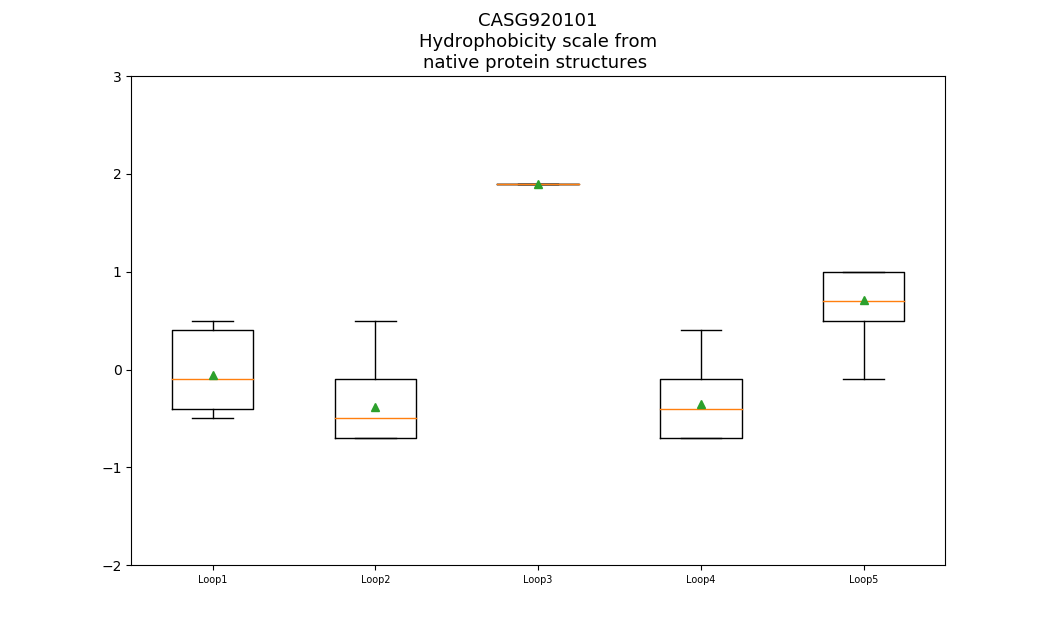 CASG920101
Hydrophobicity scale from
native protein structures
3
2
1
0
−1
−2
Loop1
Loop2
Loop3
Loop4
Loop5